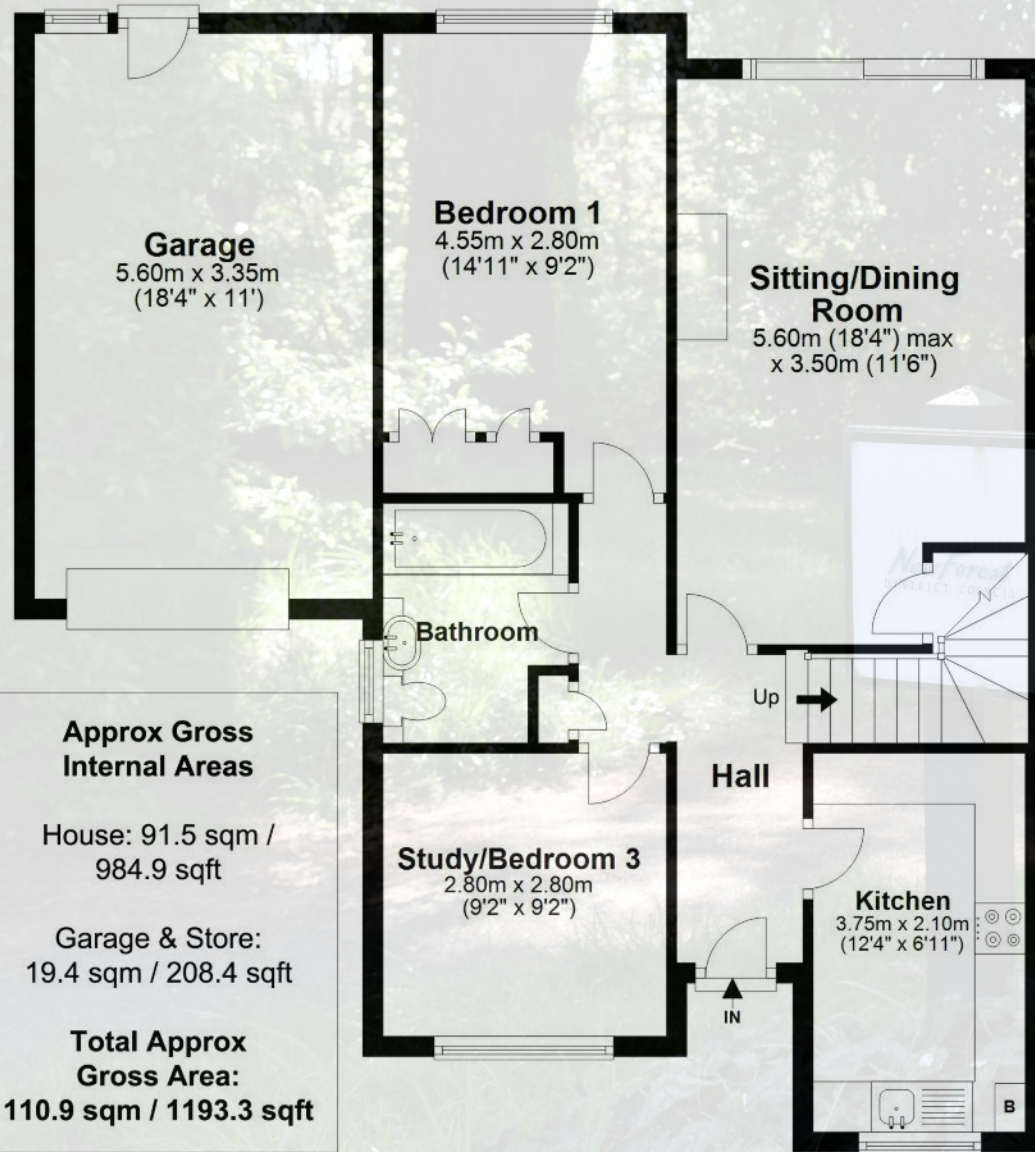 Garage
5.60m x 3.35m
(18'4" x 11')
Bedroom 1
4.55m x 2.80m
(14'11" x 9'2")
Sitting/Dining
Room
5.60m (18'4") max
x 3.50m (11'6")
New Forest
DISTRICT COUNCIL
Bathroom
Up
Hall
Study/Bedroom 3
2.80m x 2.80m
(9'2" x 9'2")
Kitchen
3.75m x 2.10m
(12'4" x 6'11")
IN
B
Approx Gross
Internal Areas
House: 91.5 sqm /
984.9 sqft
Garage & Store:
19.4 sqm / 208.4 sqft
Total Approx
Gross Area:
110.9 sqm / 1193.3 sqft